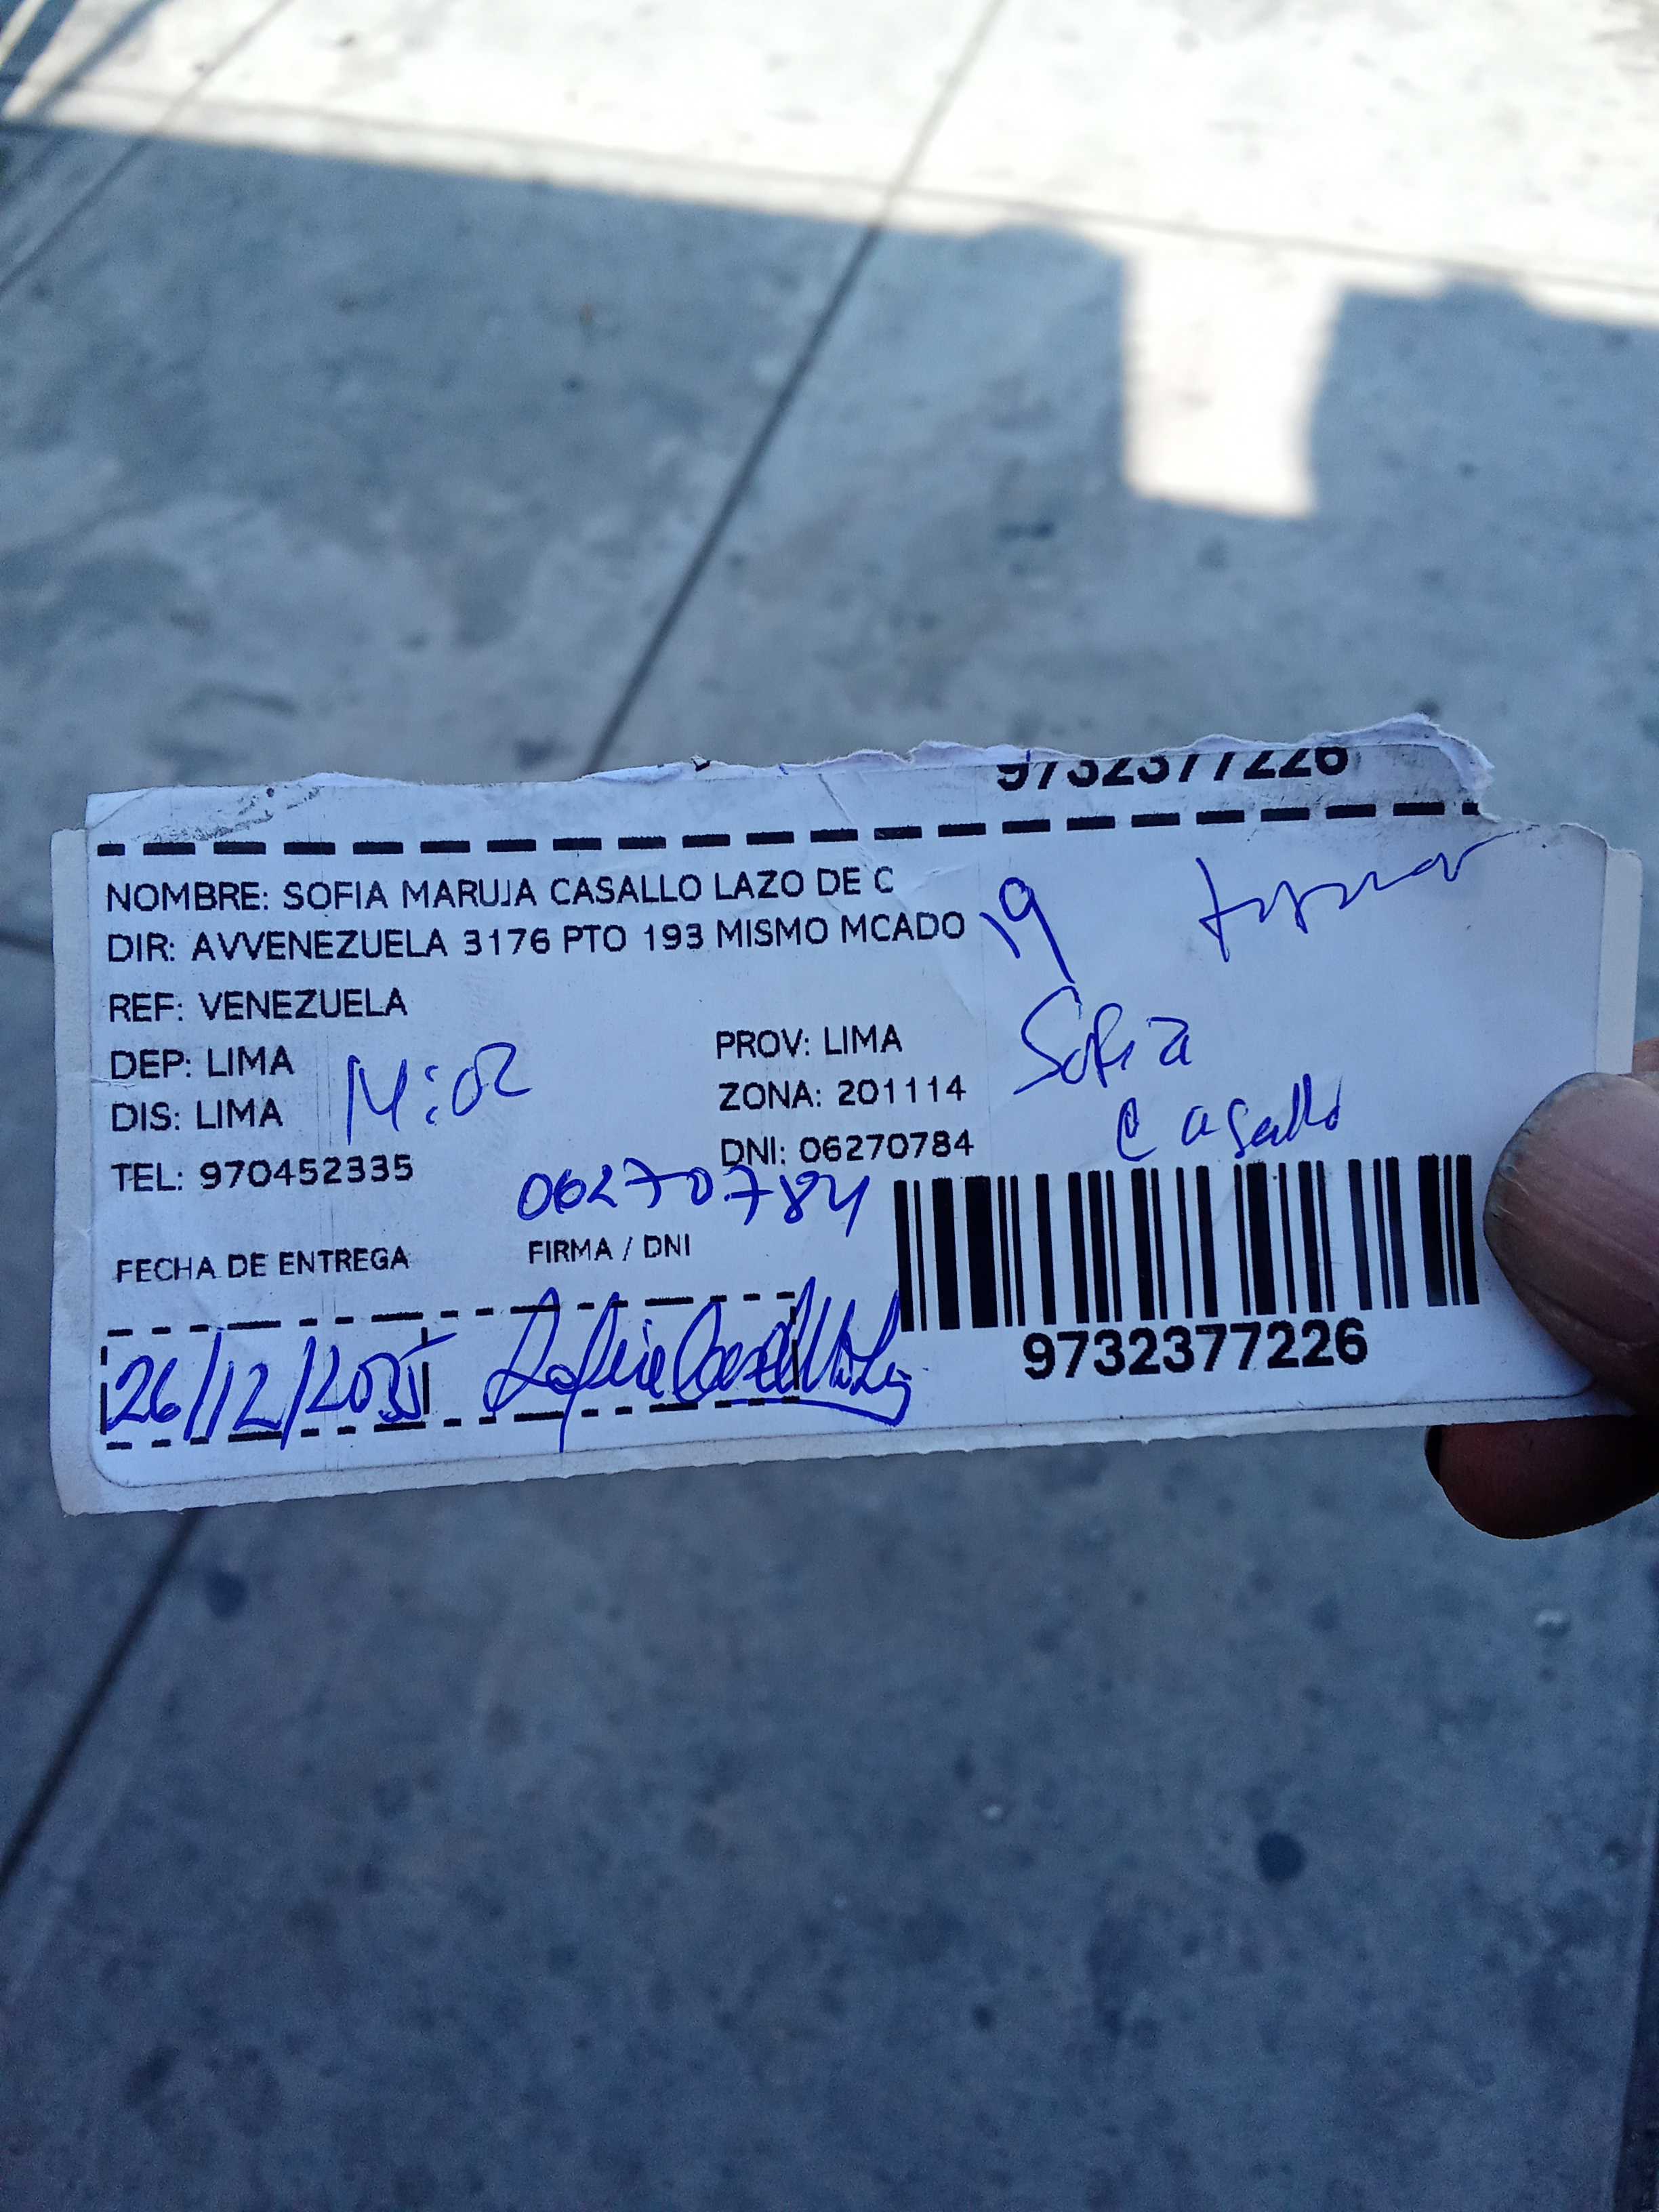 9732377226
NOMBRE: SOFIA MARUJA CASALLO LAZO DE C
DIR: AVVENEZUELA 3176 PTO 193 MISMO MCADO
19
REF: VENEZUELA
DEP: LIMA
PROV: LIMA
Sofia
Casallo
DIS: LIMA
14:02
ZONA: 201114
TEL: 970452335
DNI: 06270784
06270784
FECHA DE ENTREGA
FIRMA / DNI
26/12/2025
9732377226